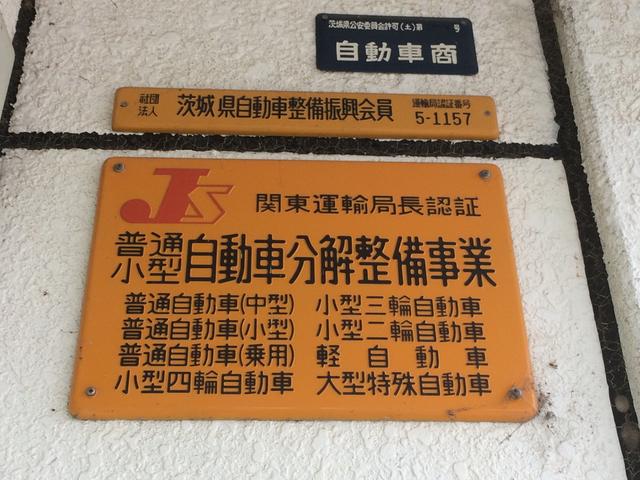 茨城県公安委員会許可(土)第 号
自動車商
社団法人 茨城県自動車整備振興会員 運輸局認証番号 5-1157
JS 関東運輸局長認証
普通小型 自動車分解整備事業
普通自動車(中型) 小型三輪自動車
普通自動車(小型) 小型二輪自動車
普通自動車(乗用) 軽自動車
小型四輪自動車 大型特殊自動車